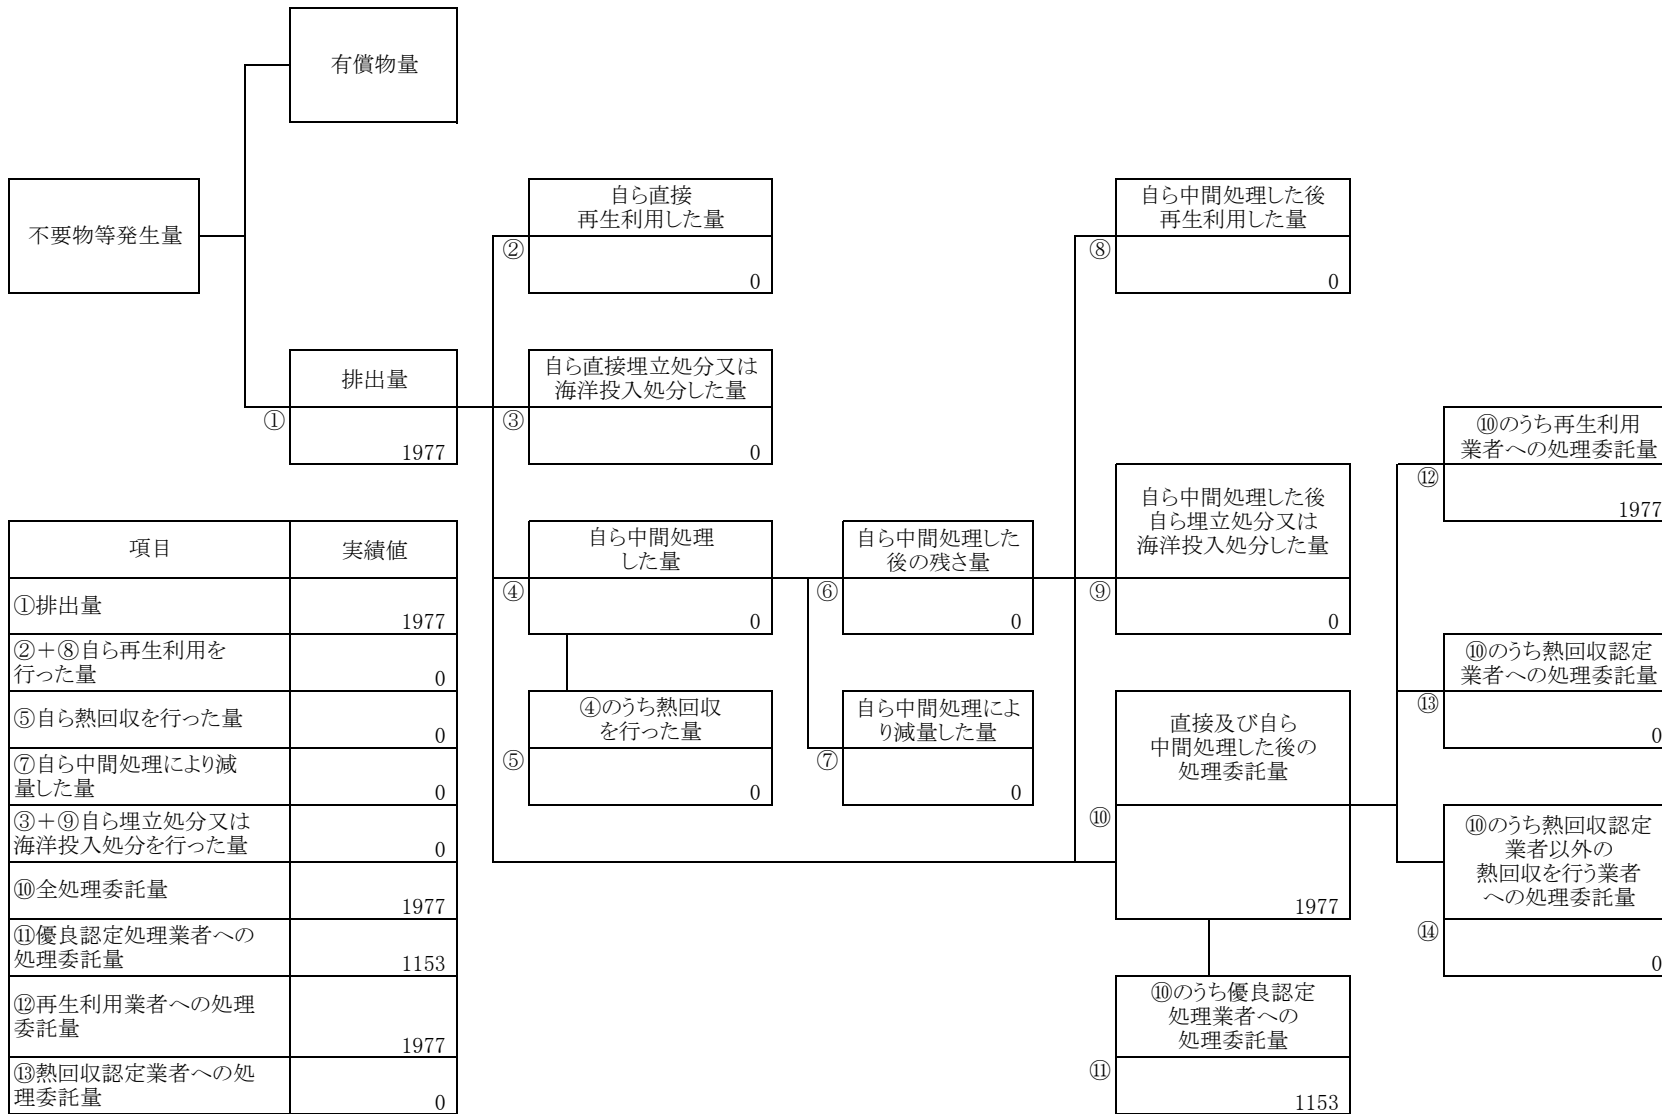 有償物量
不要物等発生量
自ら直接
再生利用した量
②
0
自ら中間処理した後
再生利用した量
⑧
0
排出量
①
1977
自ら直接埋立処分又は
海洋投入処分した量
③
0
⑩のうち再生利用
業者への処理委託量
⑫
1977
自ら中間処理した後
自ら埋立処分又は
海洋投入処分した量
⑨
0
自ら中間処理
した量
④
0
自ら中間処理した
後の残さ量
⑥
0
⑩のうち熱回収認定
業者への処理委託量
⑬
0
④のうち熱回収
を行った量
⑤
0
自ら中間処理によ
り減量した量
⑦
0
直接及び自ら
中間処理した後の
処理委託量
⑩
1977
⑩のうち熱回収認定
業者以外の
熱回収を行う業者
への処理委託量
⑭
0
⑩のうち優良認定
処理業者への
処理委託量
⑪
1153
項目 実績値
①排出量 1977
②+⑧自ら再生利用を
行った量 0
⑤自ら熱回収を行った量 0
⑦自ら中間処理により減
量した量 0
③+⑨自ら埋立処分又は
海洋投入処分を行った量 0
⑩全処理委託量 1977
⑪優良認定処理業者への
処理委託量 1153
⑫再生利用業者への処理
委託量 1977
⑬熱回収認定業者への処
理委託量 0